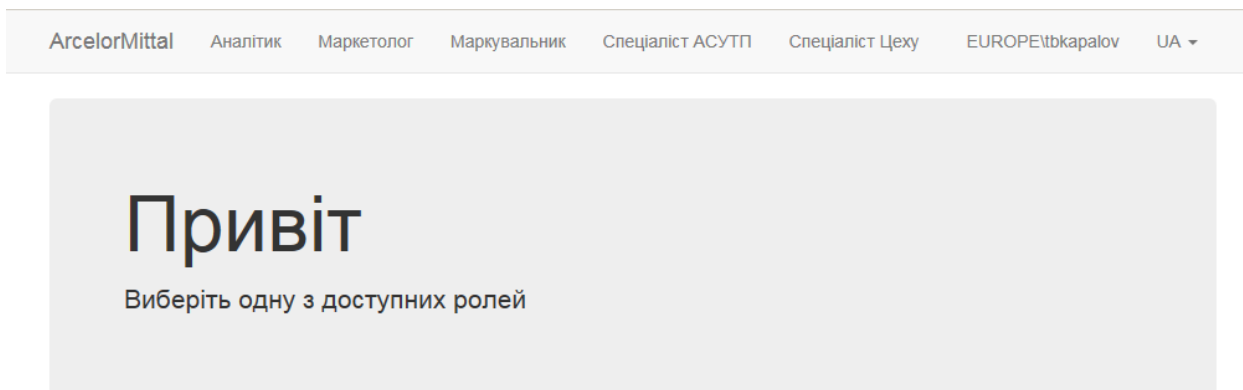 ArcelorMittal Аналітик Маркетолог Маркувальник Спеціаліст АСУТП Спеціаліст Цеху EUROPE\tbkapalov UA
Привіт
Виберіть одну з доступних ролей